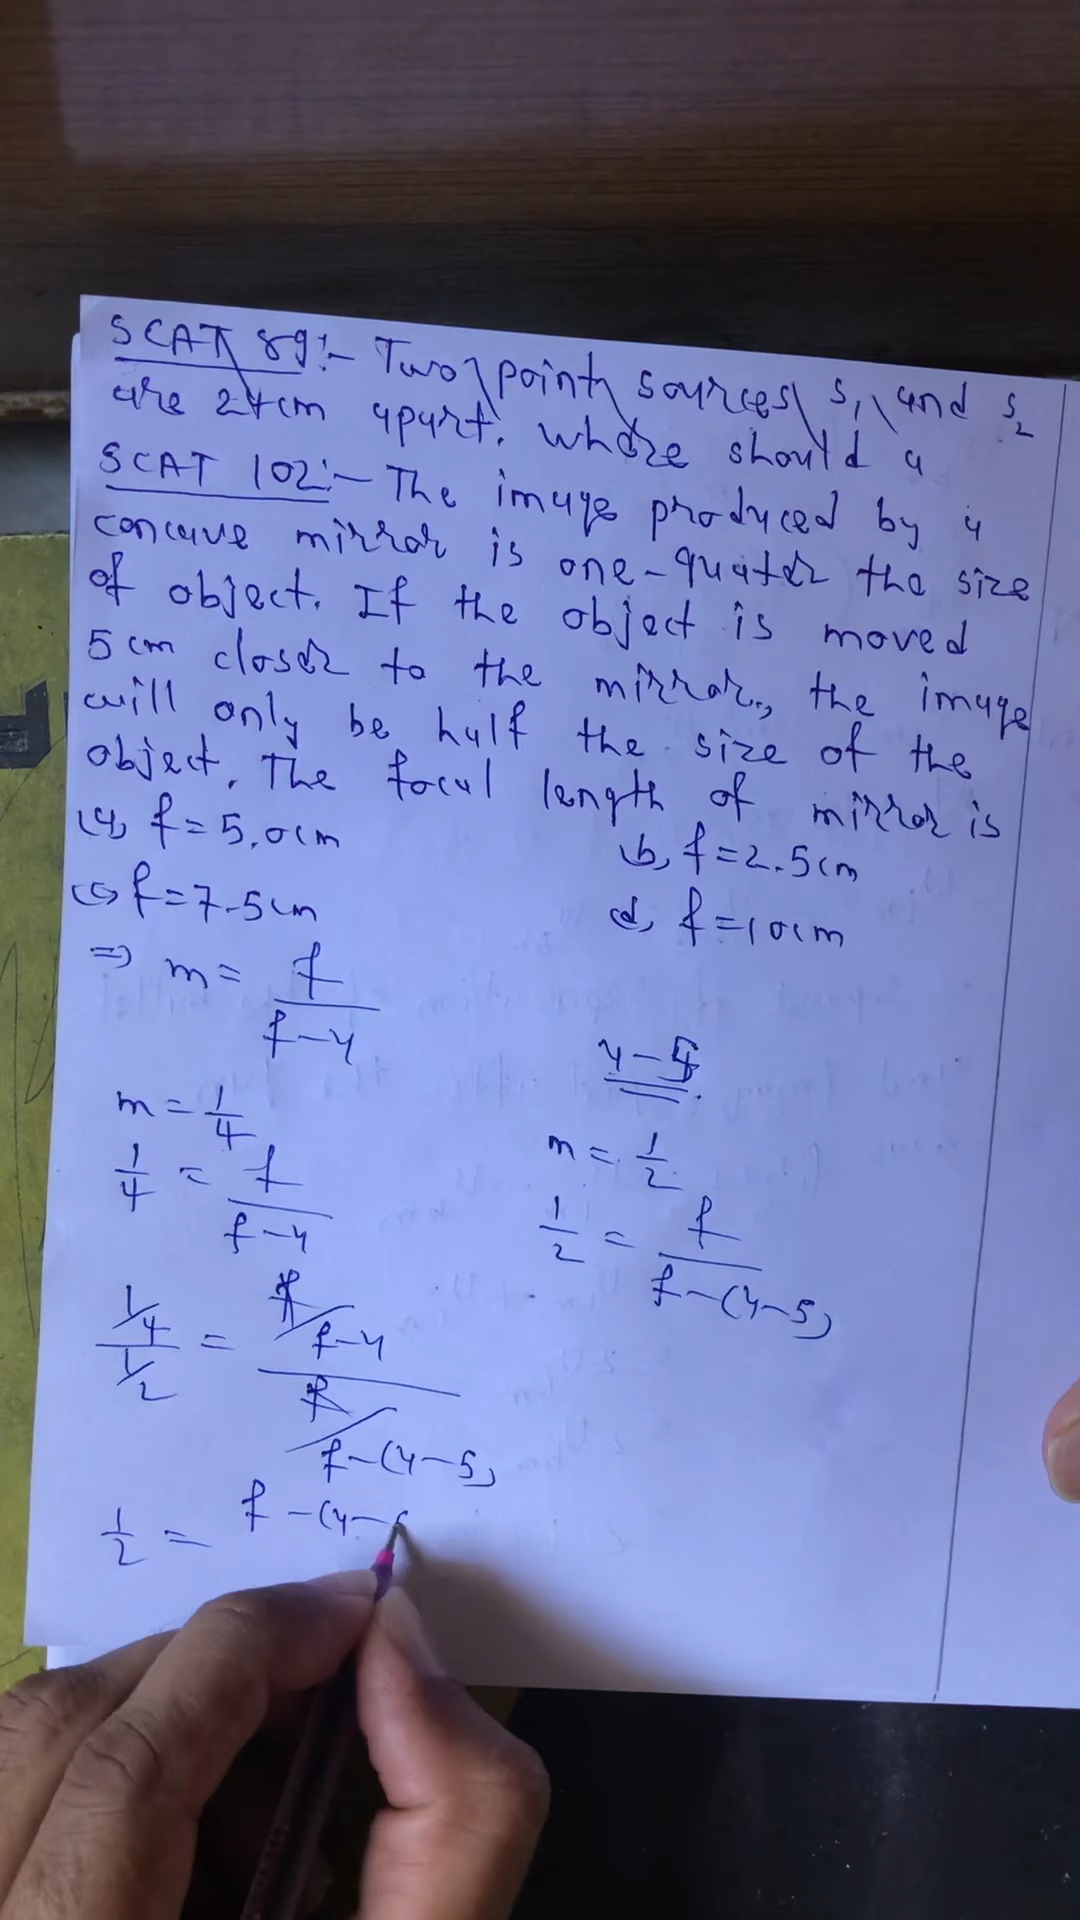 SCAT 89:- Two point sources s1 and s2
are 24cm apart. Where should a
SCAT 102:- The image produced by a
concave mirror is one-quater the size
of object. If the object is moved
5cm closer to the mirror, the image
will only be half the size of the
object. The focal length of mirror is
(a) f=5.0cm
(b) f=2.5cm
(c) f=7.5cm
(d) f=10cm
⇒ m = f/(f-u)
u-5.
m = 1/4
m = 1/2
1/4 = f/(f-u)
1/2 = f/(f-(u-5))
(1/4)/(1/2) = (f/(f-u))/(f/(f-(u-5)))
1/2 = f-(u-